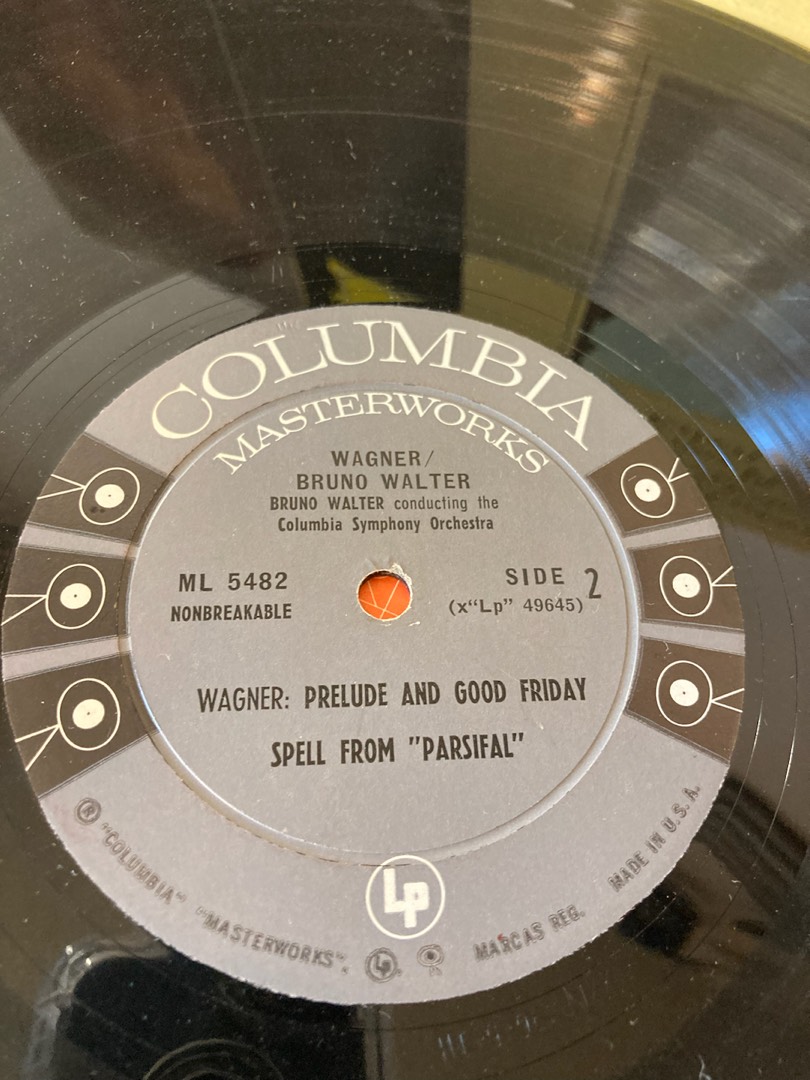 COLUMBIA
MASTERWORKS
WAGNER/
BRUNO WALTER
BRUNO WALTER conducting the
Columbia Symphony Orchestra
ML 5482
NONBREAKABLE
SIDE 2
(x“Lp” 49645)
WAGNER: PRELUDE AND GOOD FRIDAY
SPELL FROM "PARSIFAL"
LP
Ⓡ "COLUMBIA" "MASTERWORKS", LP, MARCAS REG. MADE IN U.S.A.